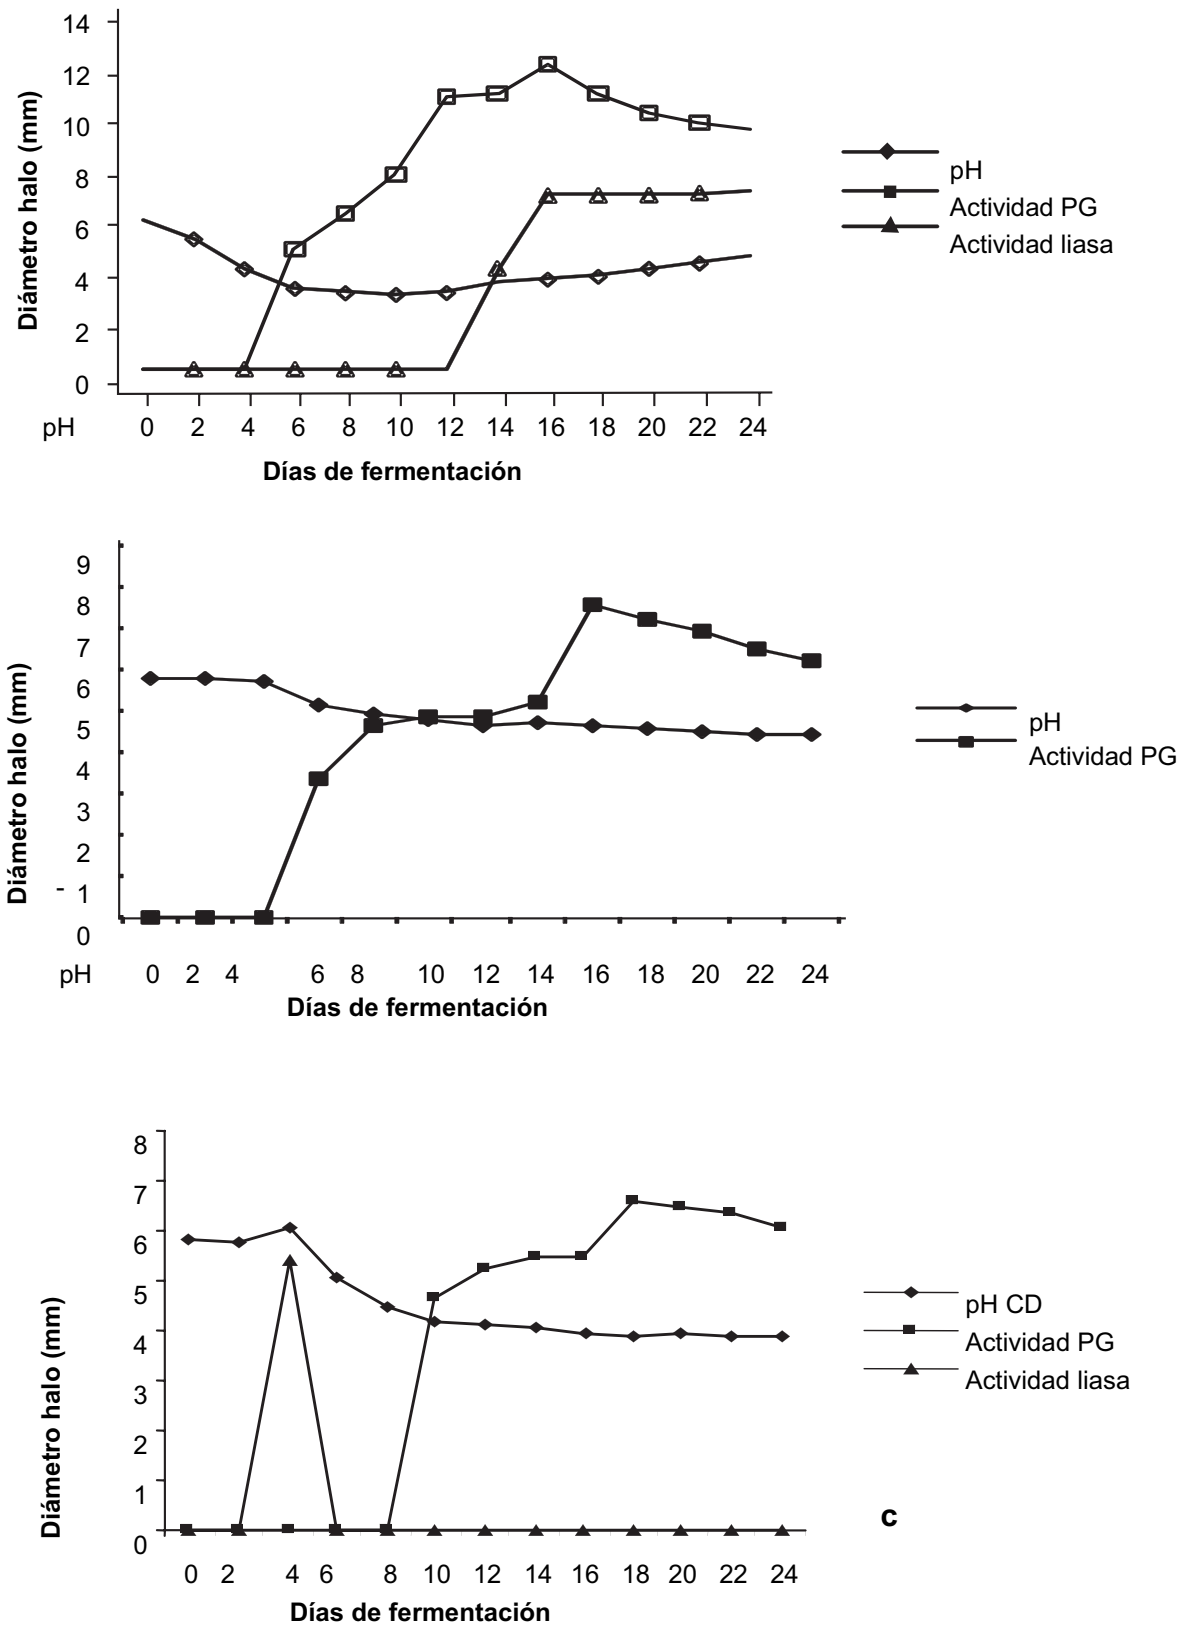 14
12
10
8
6
4
2
0
Diámetro halo (mm)
pH
Actividad PG
Actividad liasa
pH 0 2 4 6 8 10 12 14 16 18 20 22 24
Días de fermentación
9
8
7
6
5
4
3
2
- 1
0
Diámetro halo (mm)
pH
Actividad PG
pH 0 2 4 6 8 10 12 14 16 18 20 22 24
Días de fermentación
8
7
6
5
4
3
2
1
0
Diámetro halo (mm)
pH CD
Actividad PG
Actividad liasa
c
0 2 4 6 8 10 12 14 16 18 20 22 24
Días de fermentación